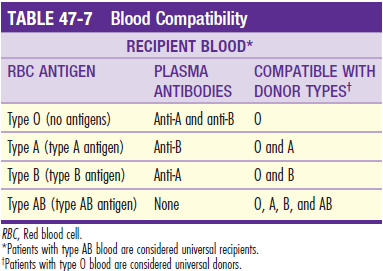 TABLE 47-7 Blood Compatibility
RECIPIENT BLOOD*
RBC ANTIGEN PLASMA ANTIBODIES COMPATIBLE WITH DONOR TYPES†
Type O (no antigens) Anti-A and anti-B O
Type A (type A antigen) Anti-B O and A
Type B (type B antigen) Anti-A O and B
Type AB (type AB antigen) None O, A, B, and AB
RBC, Red blood cell.
*Patients with type AB blood are considered universal recipients.
†Patients with type O blood are considered universal donors.